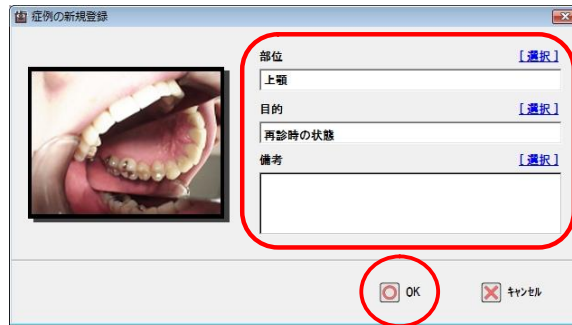 症例の新規登録
部位 [選択]
上顎
目的 [選択]
再診時の状態
備考 [選択]
OK キャンセル